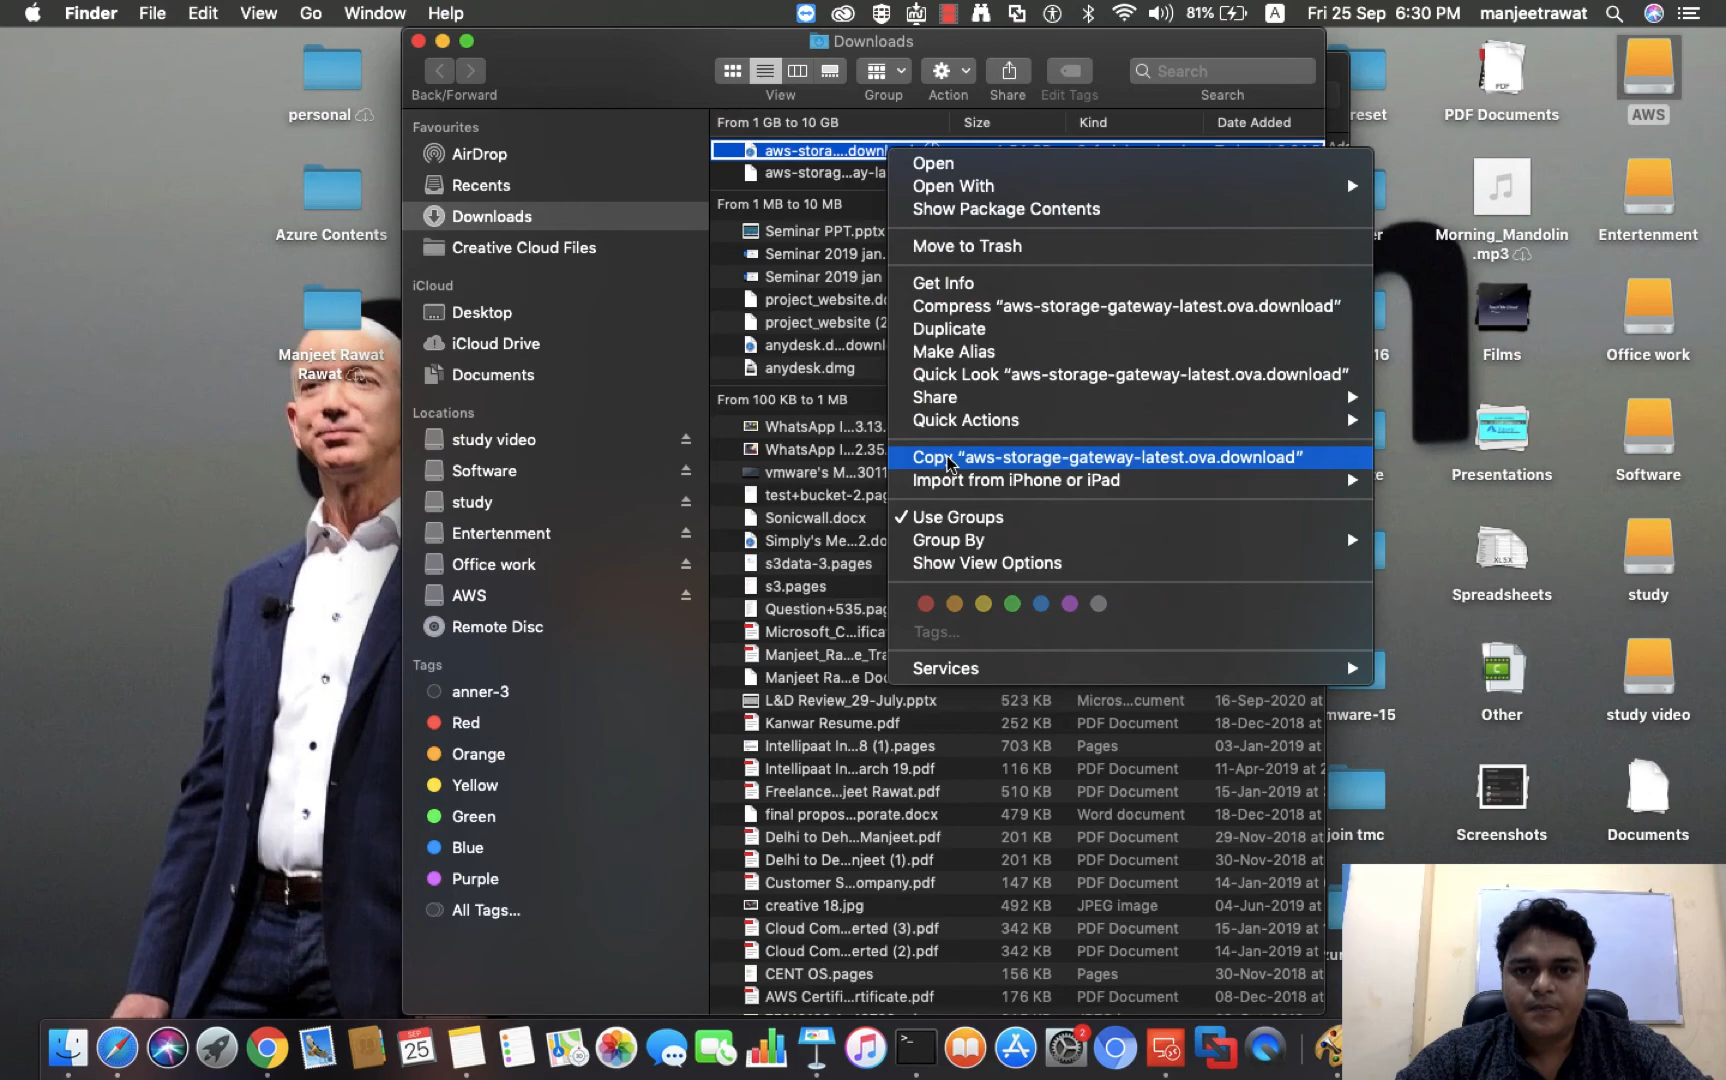 Finder File Edit View Go Window Help
81% A Fri 25 Sep 6:30 PM manjeetrawat
personal
Azure Contents
Manjeet Rawat
Rawat
Downloads
Back/Forward
View
Group
Action
Share
Edit Tags
Search
Search
Favourites
AirDrop
Recents
Downloads
Creative Cloud Files
iCloud
Desktop
iCloud Drive
Documents
Locations
study video
Software
study
Entertenment
Office work
AWS
Remote Disc
Tags
anner-3
Red
Orange
Yellow
Green
Blue
Purple
All Tags...
From 1 GB to 10 GB Size Kind Date Added
aws-stora....downl
aws-storag...ay-la
From 1 MB to 10 MB
Seminar PPT.pptx
Seminar 2019 jan.
Seminar 2019 jan
project_website.do
project_website (2
anydesk.d...downl
anydesk.dmg
From 100 KB to 1 MB
WhatsApp I...3.13.
WhatsApp I...2.35.
vmware's M...3011
test+bucket-2.pag
Sonicwall.docx
Simply's Me...2.do
s3data-3.pages
s3.pages
Question+535.pag
Microsoft_C...ifica
Manjeet_Ra...e_Tra
Manjeet Ra...e Doc
L&D Review_29-July.pptx 523 KB Micros...cument 16-Sep-2020 at
Kanwar Resume.pdf 252 KB PDF Document 18-Dec-2018 at
Intellipaat In...8 (1).pages 703 KB Pages 03-Jan-2019 at
Intellipaat In...arch 19.pdf 116 KB PDF Document 11-Apr-2019 at 2
Freelance...jeet Rawat.pdf 510 KB PDF Document 15-Jan-2019 at
final propos...porate.docx 479 KB Word document 18-Dec-2018 at
Delhi to Deh...Manjeet.pdf 201 KB PDF Document 29-Nov-2018 at
Delhi to De...njeet (1).pdf 201 KB PDF Document 30-Nov-2018 at
Customer S...ompany.pdf 147 KB PDF Document 14-Jan-2019 at
creative 18.jpg 492 KB JPEG image 04-Jun-2019 at
Cloud Com...erted (3).pdf 342 KB PDF Document 15-Jan-2019 at
Cloud Com...erted (2).pdf 342 KB PDF Document 14-Jan-2019 at
CENT OS.pages 156 KB Pages 30-Nov-2018 at
AWS Certifi...rtificate.pdf 176 KB PDF Document 08-Dec-2018 at
Open
Open With
Show Package Contents
Move to Trash
Get Info
Compress “aws-storage-gateway-latest.ova.download”
Duplicate
Make Alias
Quick Look “aws-storage-gateway-latest.ova.download”
Share
Quick Actions
Copy “aws-storage-gateway-latest.ova.download”
Import from iPhone or iPad
✓ Use Groups
Group By
Show View Options
Tags...
Services
reset
er
16
te
mware-15
join tmc
PDF
PDF Documents
Morning_Mandolin
.mp3
Films
Presentations
XLSX
Spreadsheets
Other
Screenshots
AWS
Entertenment
Office work
Software
study
study video
Documents
SEP
25
2